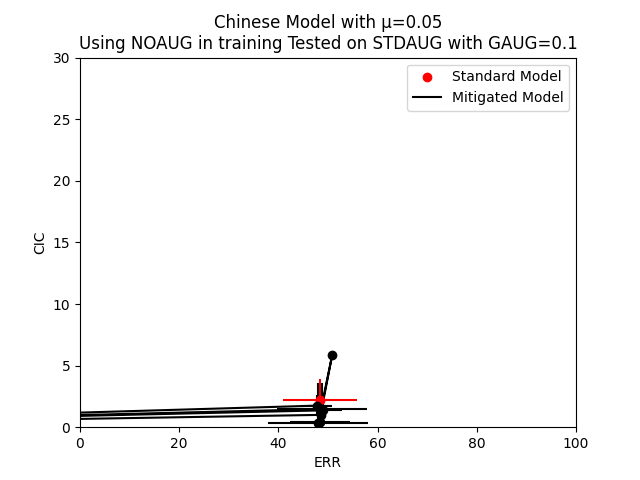 Chinese Model with μ=0.05
Using NOAUG in training Tested on STDAUG with GAUG=0.1
Standard Model
Mitigated Model
CIC
30
25
20
15
10
5
0
0 20 40 60 80 100
ERR